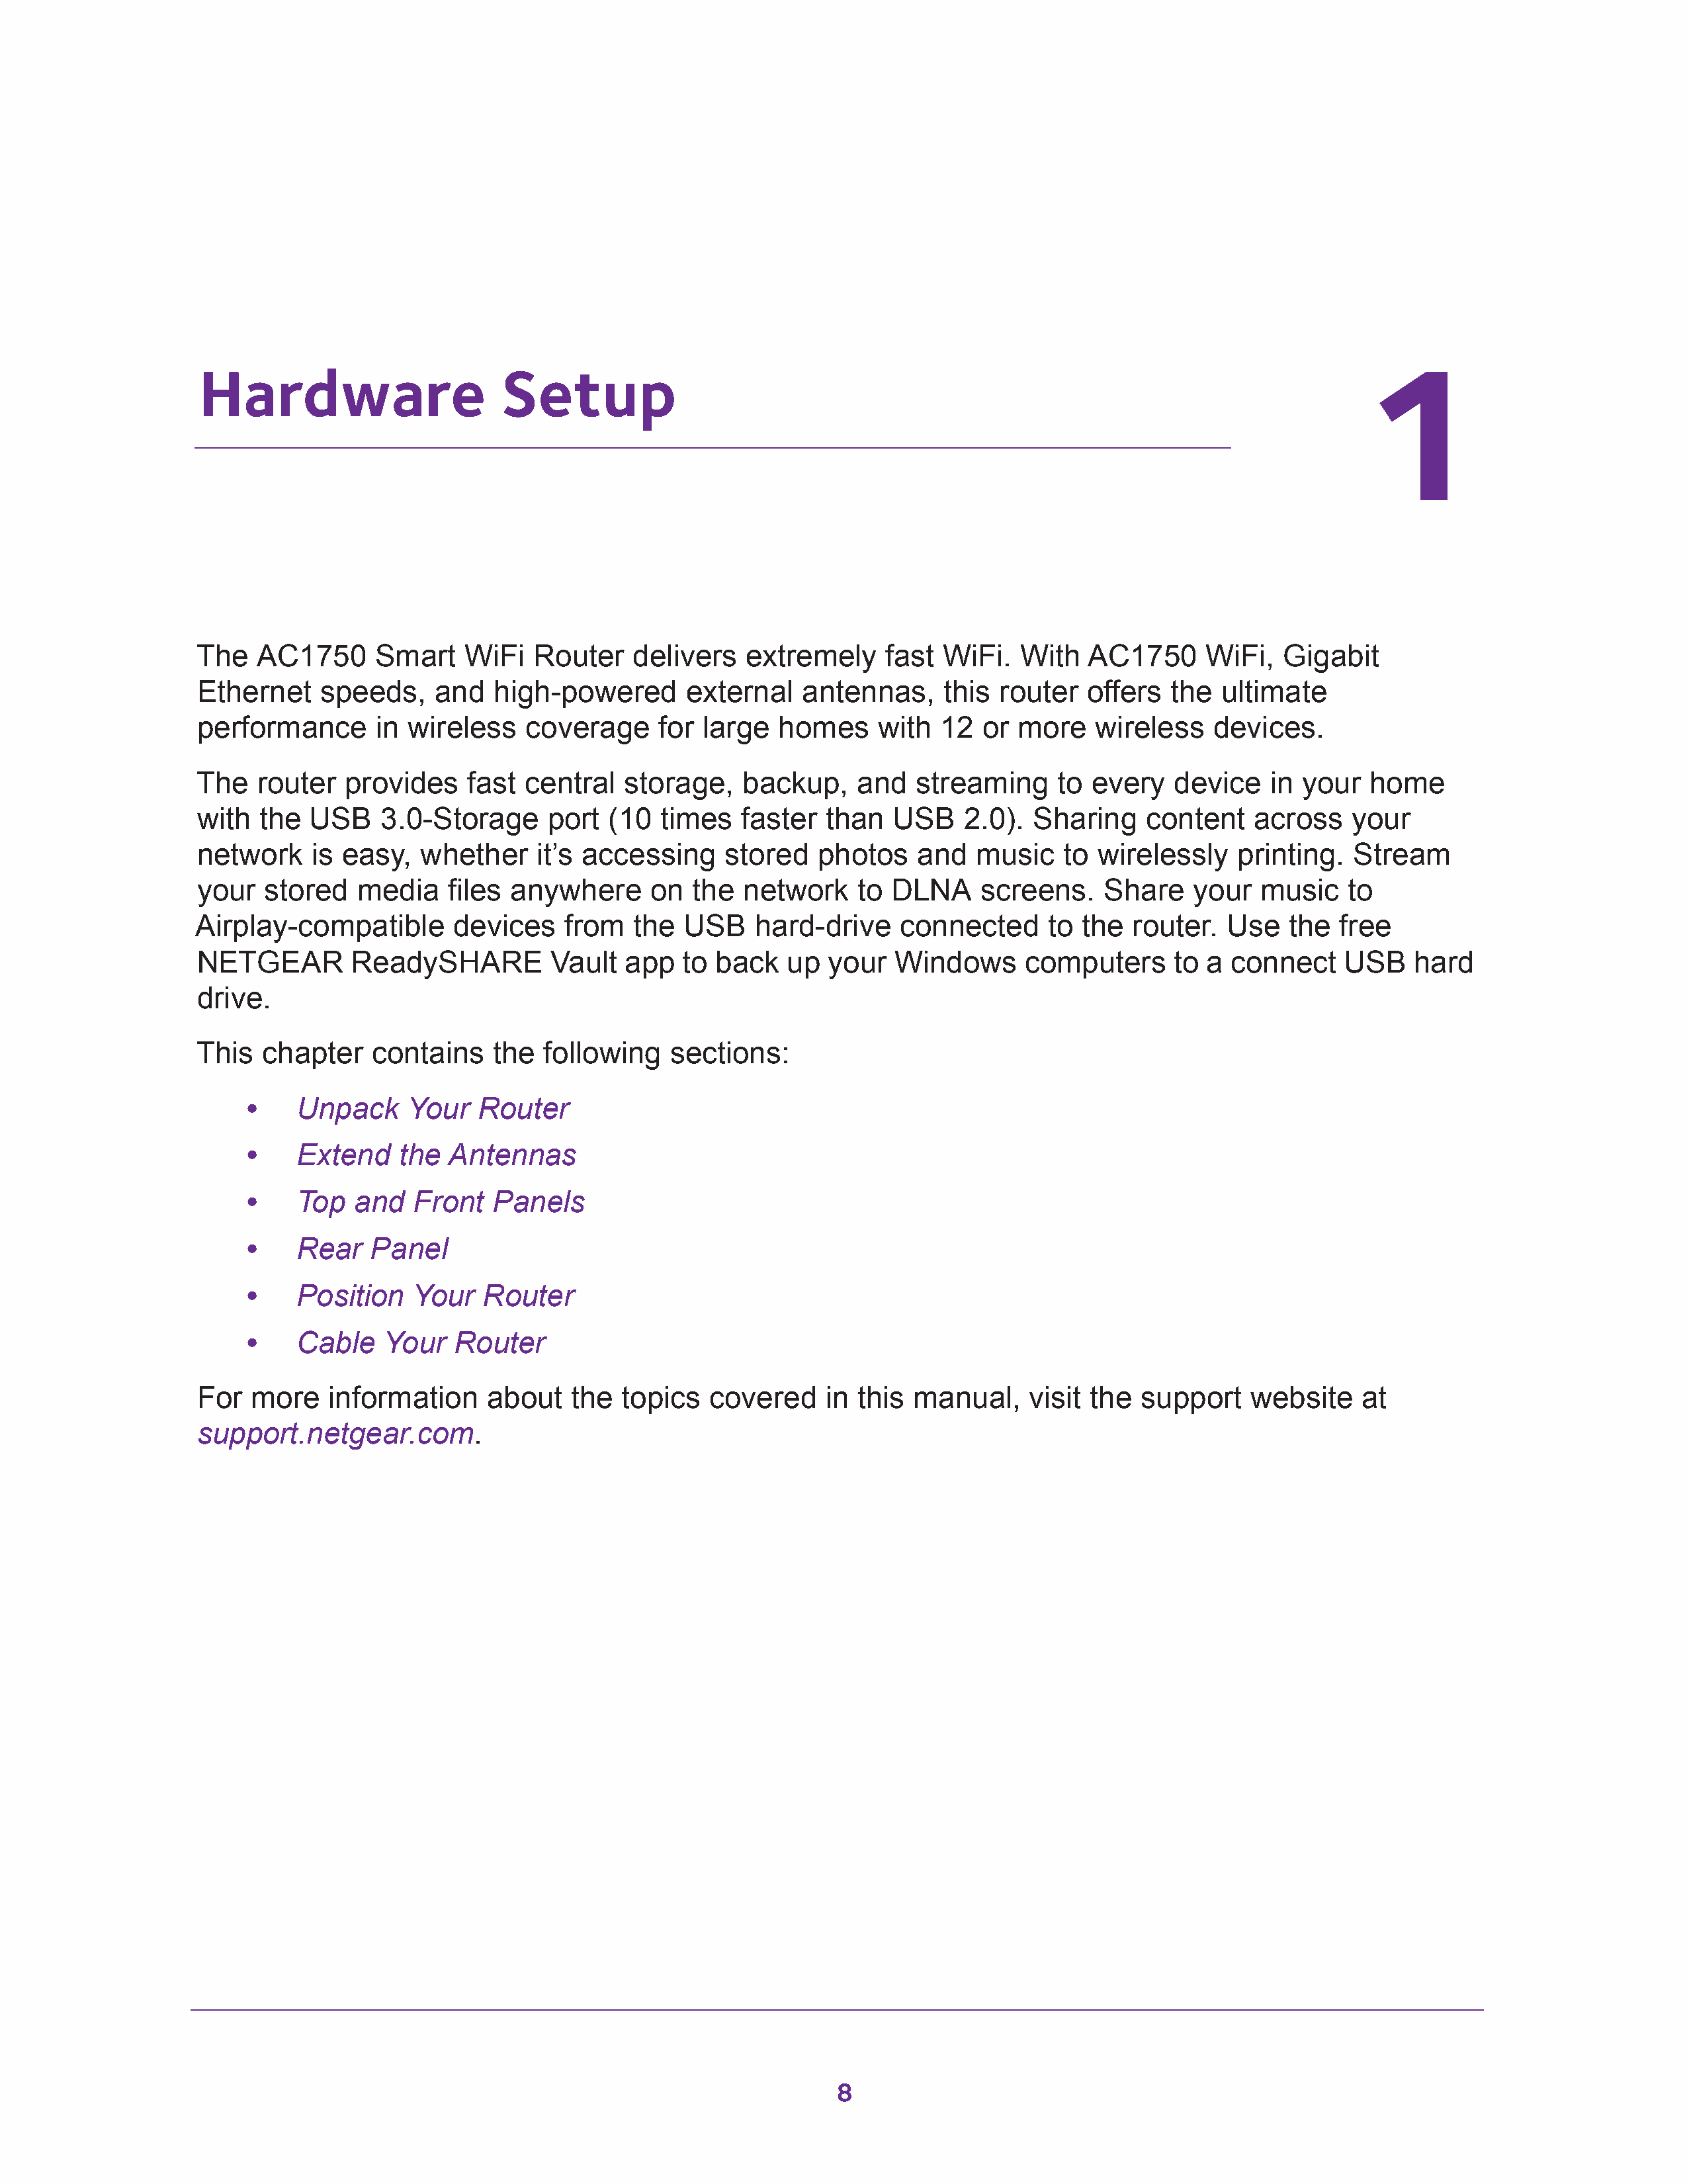 Hardware Setup
1
The AC1750 Smart WiFi Router delivers extremely fast WiFi. With AC1750 WiFi, Gigabit
Ethernet speeds, and high-powered external antennas, this router offers the ultimate
performance in wireless coverage for large homes with 12 or more wireless devices.
The router provides fast central storage, backup, and streaming to every device in your home
with the USB 3.0-Storage port (10 times faster than USB 2.0). Sharing content across your
network is easy, whether it’s accessing stored photos and music to wirelessly printing. Stream
your stored media files anywhere on the network to DLNA screens. Share your music to
Airplay-compatible devices from the USB hard-drive connected to the router. Use the free
NETGEAR ReadySHARE Vault app to back up your Windows computers to a connect USB hard
drive.
This chapter contains the following sections:
• Unpack Your Router
• Extend the Antennas
• Top and Front Panels
• Rear Panel
• Position Your Router
• Cable Your Router
For more information about the topics covered in this manual, visit the support website at
support.netgear.com.
8